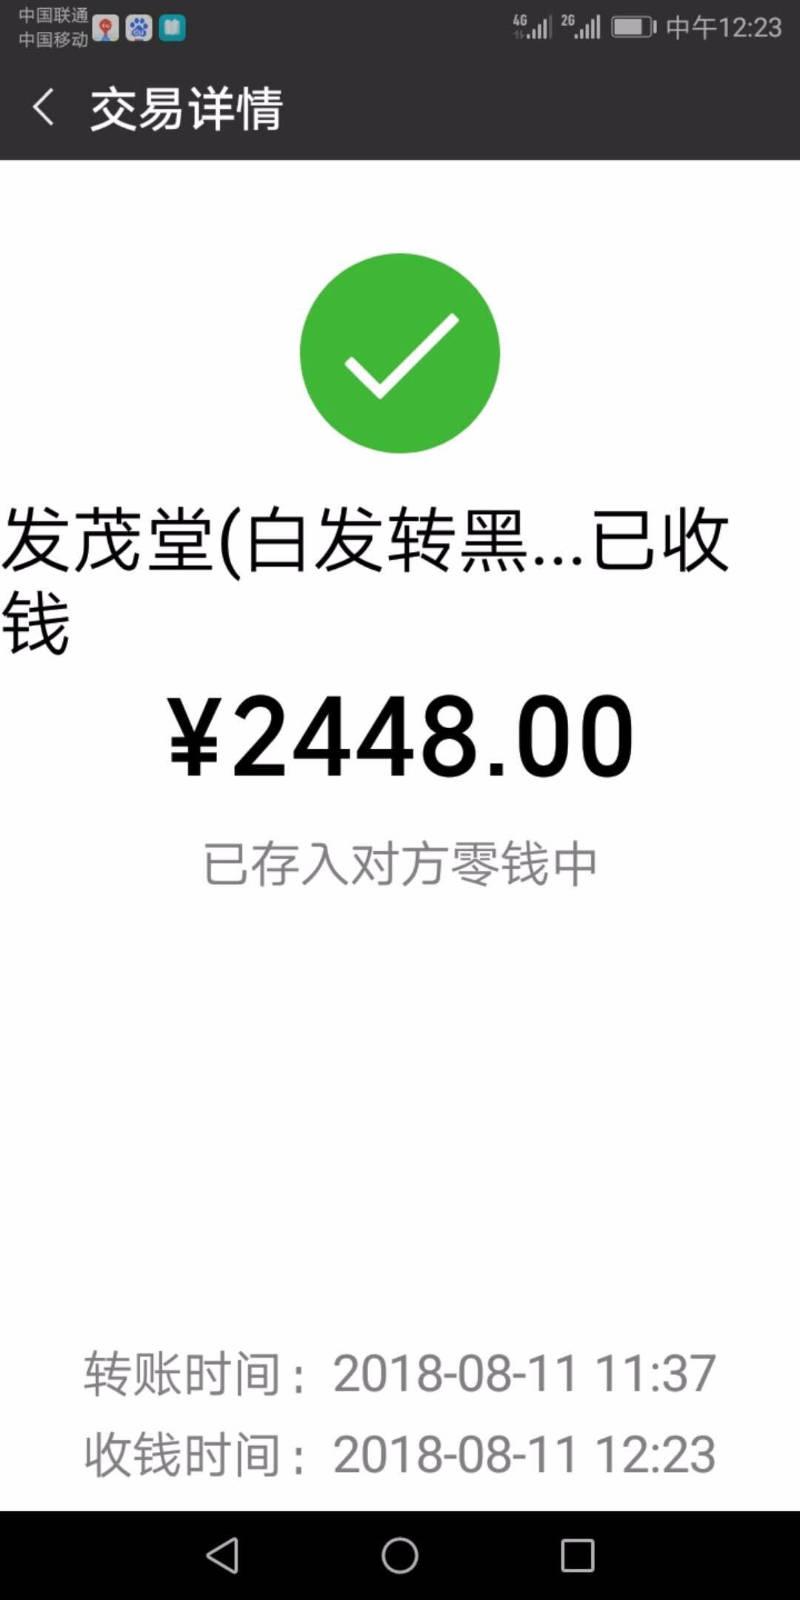 中国联通
中国移动
4G 2G 中午12:23
交易详情
发茂堂(白发转黑...已收
钱
¥2448.00
已存入对方零钱中
转账时间：2018-08-11 11:37
收钱时间：2018-08-11 12:23